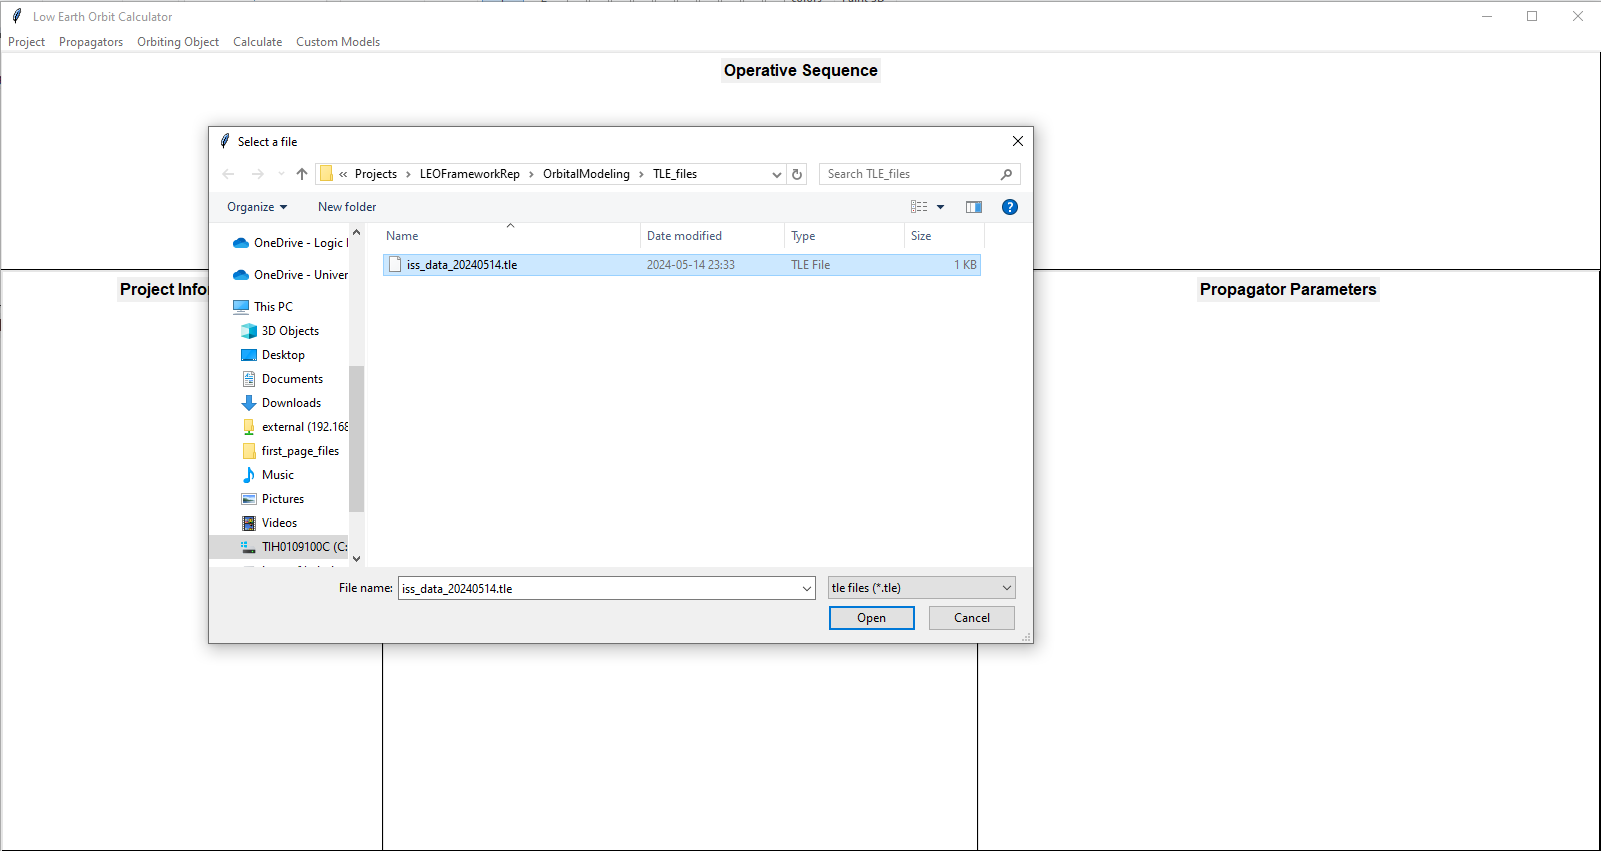 Low Earth Orbit Calculator
Project Propagators Orbiting Object Calculate Custom Models
Operative Sequence
Select a file
« Projects › LEOFrameworkRep › OrbitalModeling › TLE_files
Search TLE_files
Organize New folder
Name Date modified Type Size
iss_data_20240514.tle 2024-05-14 23:33 TLE File 1 KB
OneDrive - Logic
OneDrive - Univer
This PC
3D Objects
Desktop
Documents
Downloads
external (192.168
first_page_files
Music
Pictures
Videos
TIH0109100C (C:
File name: iss_data_20240514.tle
tle files (*.tle)
Open Cancel
Project Infor
Propagator Parameters